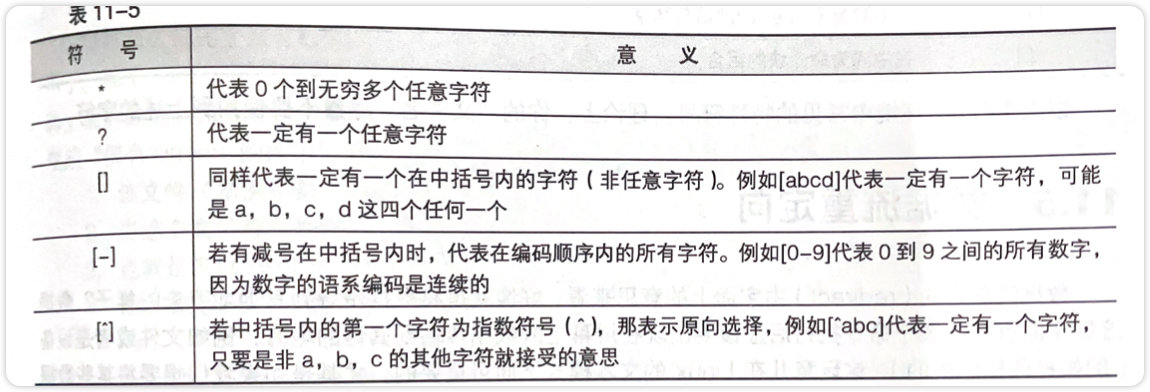 表 11-5
符 号 意 义
* 代表 0 个到无穷多个任意字符
? 代表一定有一个任意字符
[] 同样代表一定有一个在中括号内的字符(非任意字符)。例如[abcd]代表一定有一个字符,可能
是 a,b,c,d 这四个任何一个
[-] 若有减号在中括号内时,代表在编码顺序内的所有字符。例如[0-9]代表 0 到 9 之间的所有数字,
因为数字的语系编码是连续的
[^] 若中括号内的第一个字符为指数符号(^),那表示原向选择,例如[^abc]代表一定有一个字符,
只要是非 a,b,c 的其他字符就接受的意思